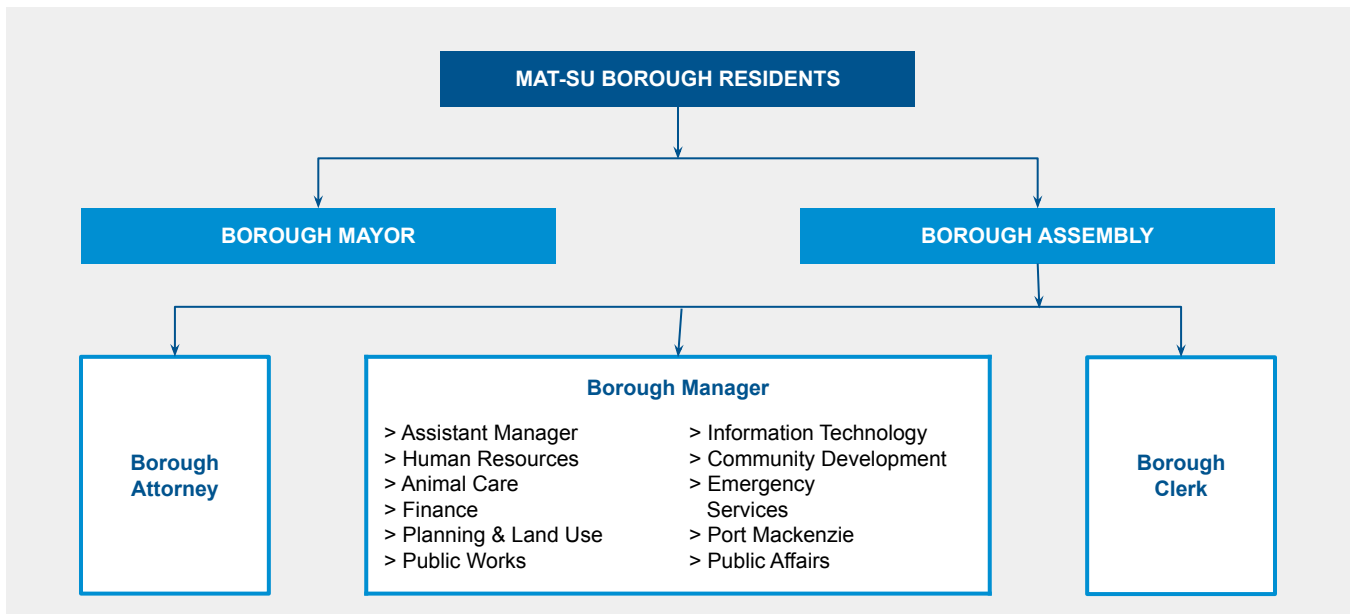 MAT-SU BOROUGH RESIDENTS
BOROUGH MAYOR
BOROUGH ASSEMBLY
Borough
Attorney
Borough Manager
> Assistant Manager
> Human Resources
> Animal Care
> Finance
> Planning & Land Use
> Public Works
> Information Technology
> Community Development
> Emergency
Services
> Port Mackenzie
> Public Affairs
Borough
Clerk